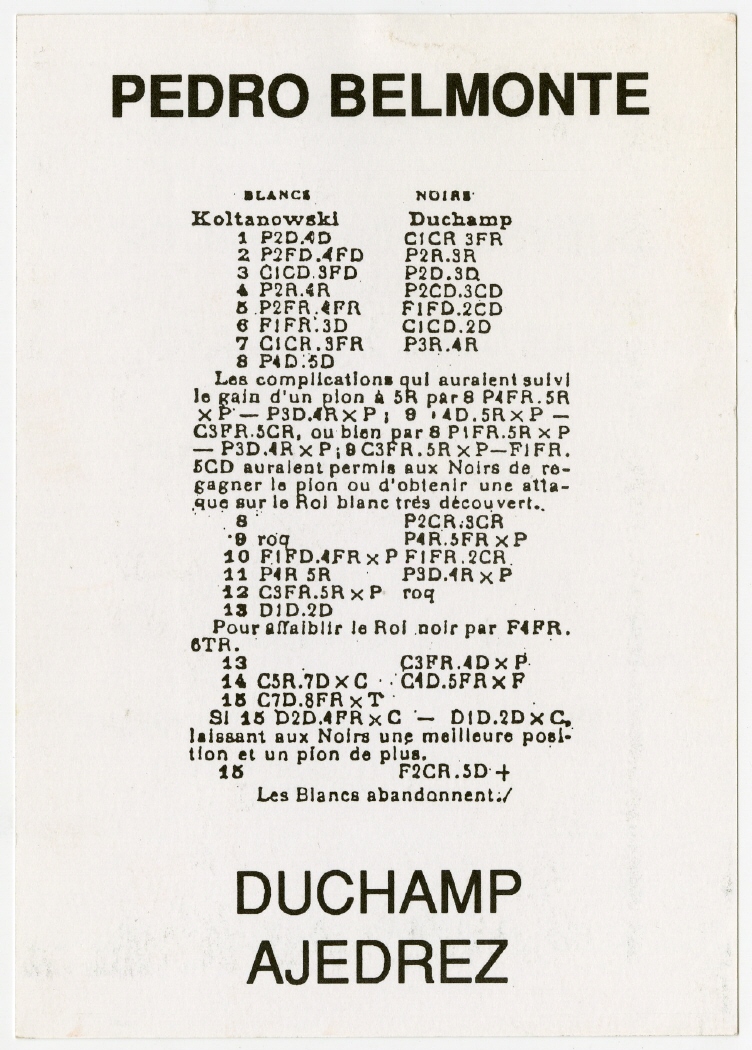 PEDRO BELMONTE
BLANCS NOIRS
Koltanowski Duchamp
1 P2D.4D C1CR 3FR
2 P2FD.4FD P2R.3R
3 C1CD.3FD P2D.3D
4 P2R.4R P2CD.3CD
5 P2FR.4FR F1FD.2CD
6 F1FR.3D C1CD.2D
7 C1CR.3FR P3R.4R
8 P4D.5D
Les complications qui auraient suivi
le gain d'un pion à 5R par 8 P4FR.5R
× P — P3D.4R × P ; 9 4D.5R × P —
C3FR.5CR, ou bien par 8 P1FR.5R × P
— P3D.4R × P ; 9 C3FR.5R × P—F1FR.
5CD auraient permis aux Noirs de re-
gagner le pion ou d'obtenir une atta-
que sur le Roi blanc très découvert.
8 P2CR.3CR
9 roq P4R.5FR × P
10 F1FD.4FR × P F1FR.2CR
11 P4R 5R P3D.4R × P
12 C3FR.5R × P roq
13 D1D.2D
Pour affaiblir le Roi noir par F4FR.
6TR.
13 C3FR.4D × P
14 C5R.7D × C C4D.5FR × F
15 C7D.8FR × T
Si 15 D2D.4FR × C — D1D.2D × C,
laissant aux Noirs une meilleure posi-
tion et un pion de plus.
15 F2CR.5D +
Les Blancs abandonnent./
DUCHAMP
AJEDREZ